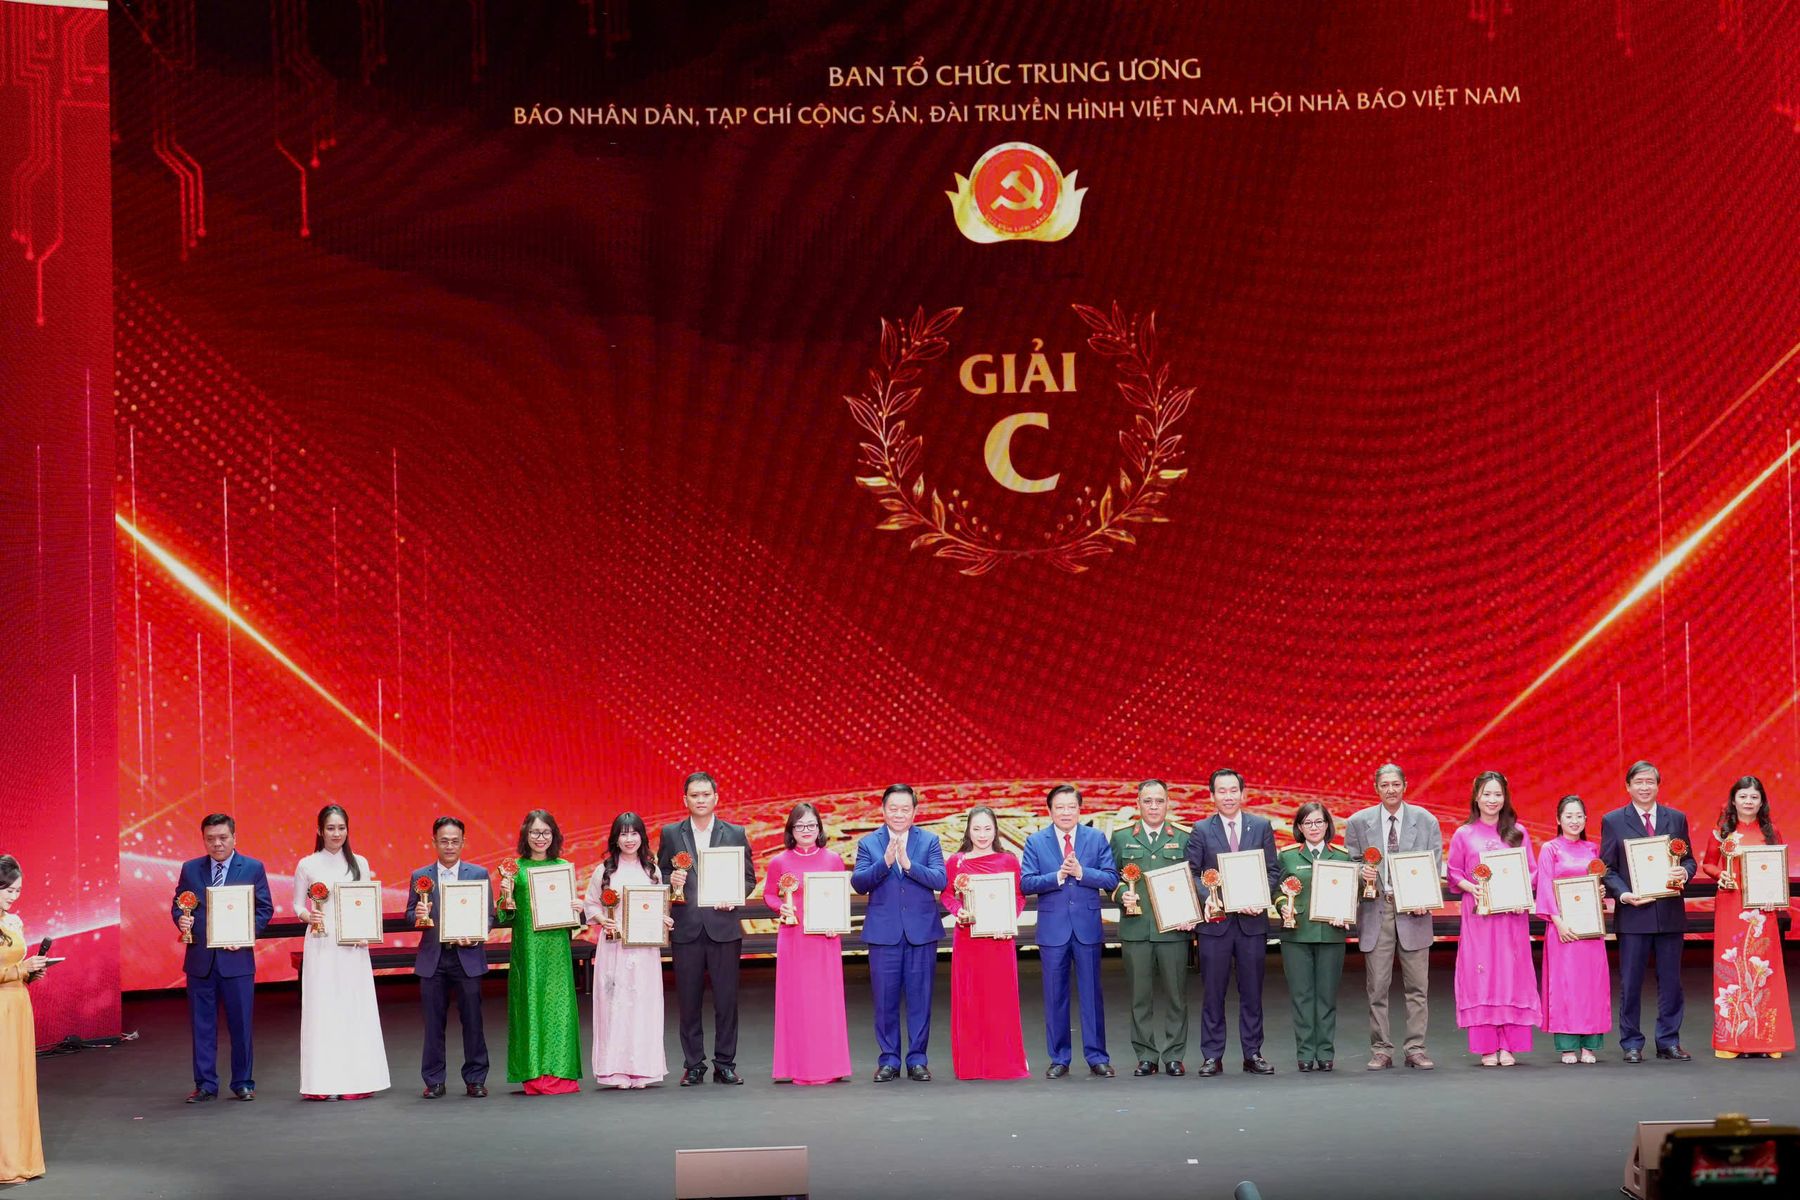 BAN TỔ CHỨC TRUNG ƯƠNG
BÁO NHÂN DÂN, TẠP CHÍ CỘNG SẢN, ĐÀI TRUYỀN HÌNH VIỆT NAM, HỘI NHÀ BÁO VIỆT NAM
GIẢI
C